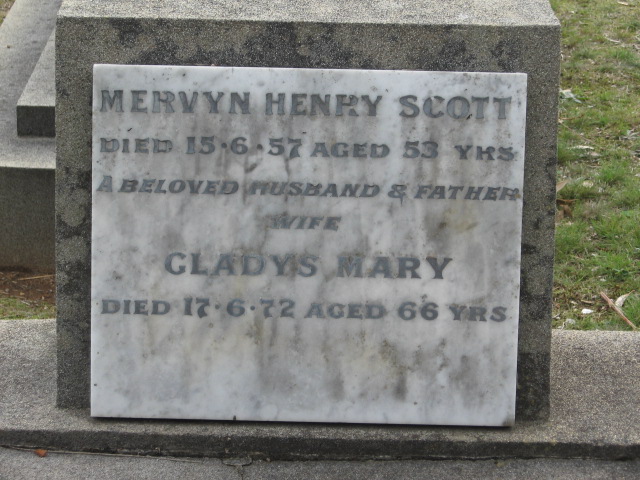 MERVYN HENRY SCOTT
DIED 15·6·57 AGED 53 YRS
A BELOVED HUSBAND & FATHER
WIFE
GLADYS MARY
DIED 17·6·72 AGED 66 YRS